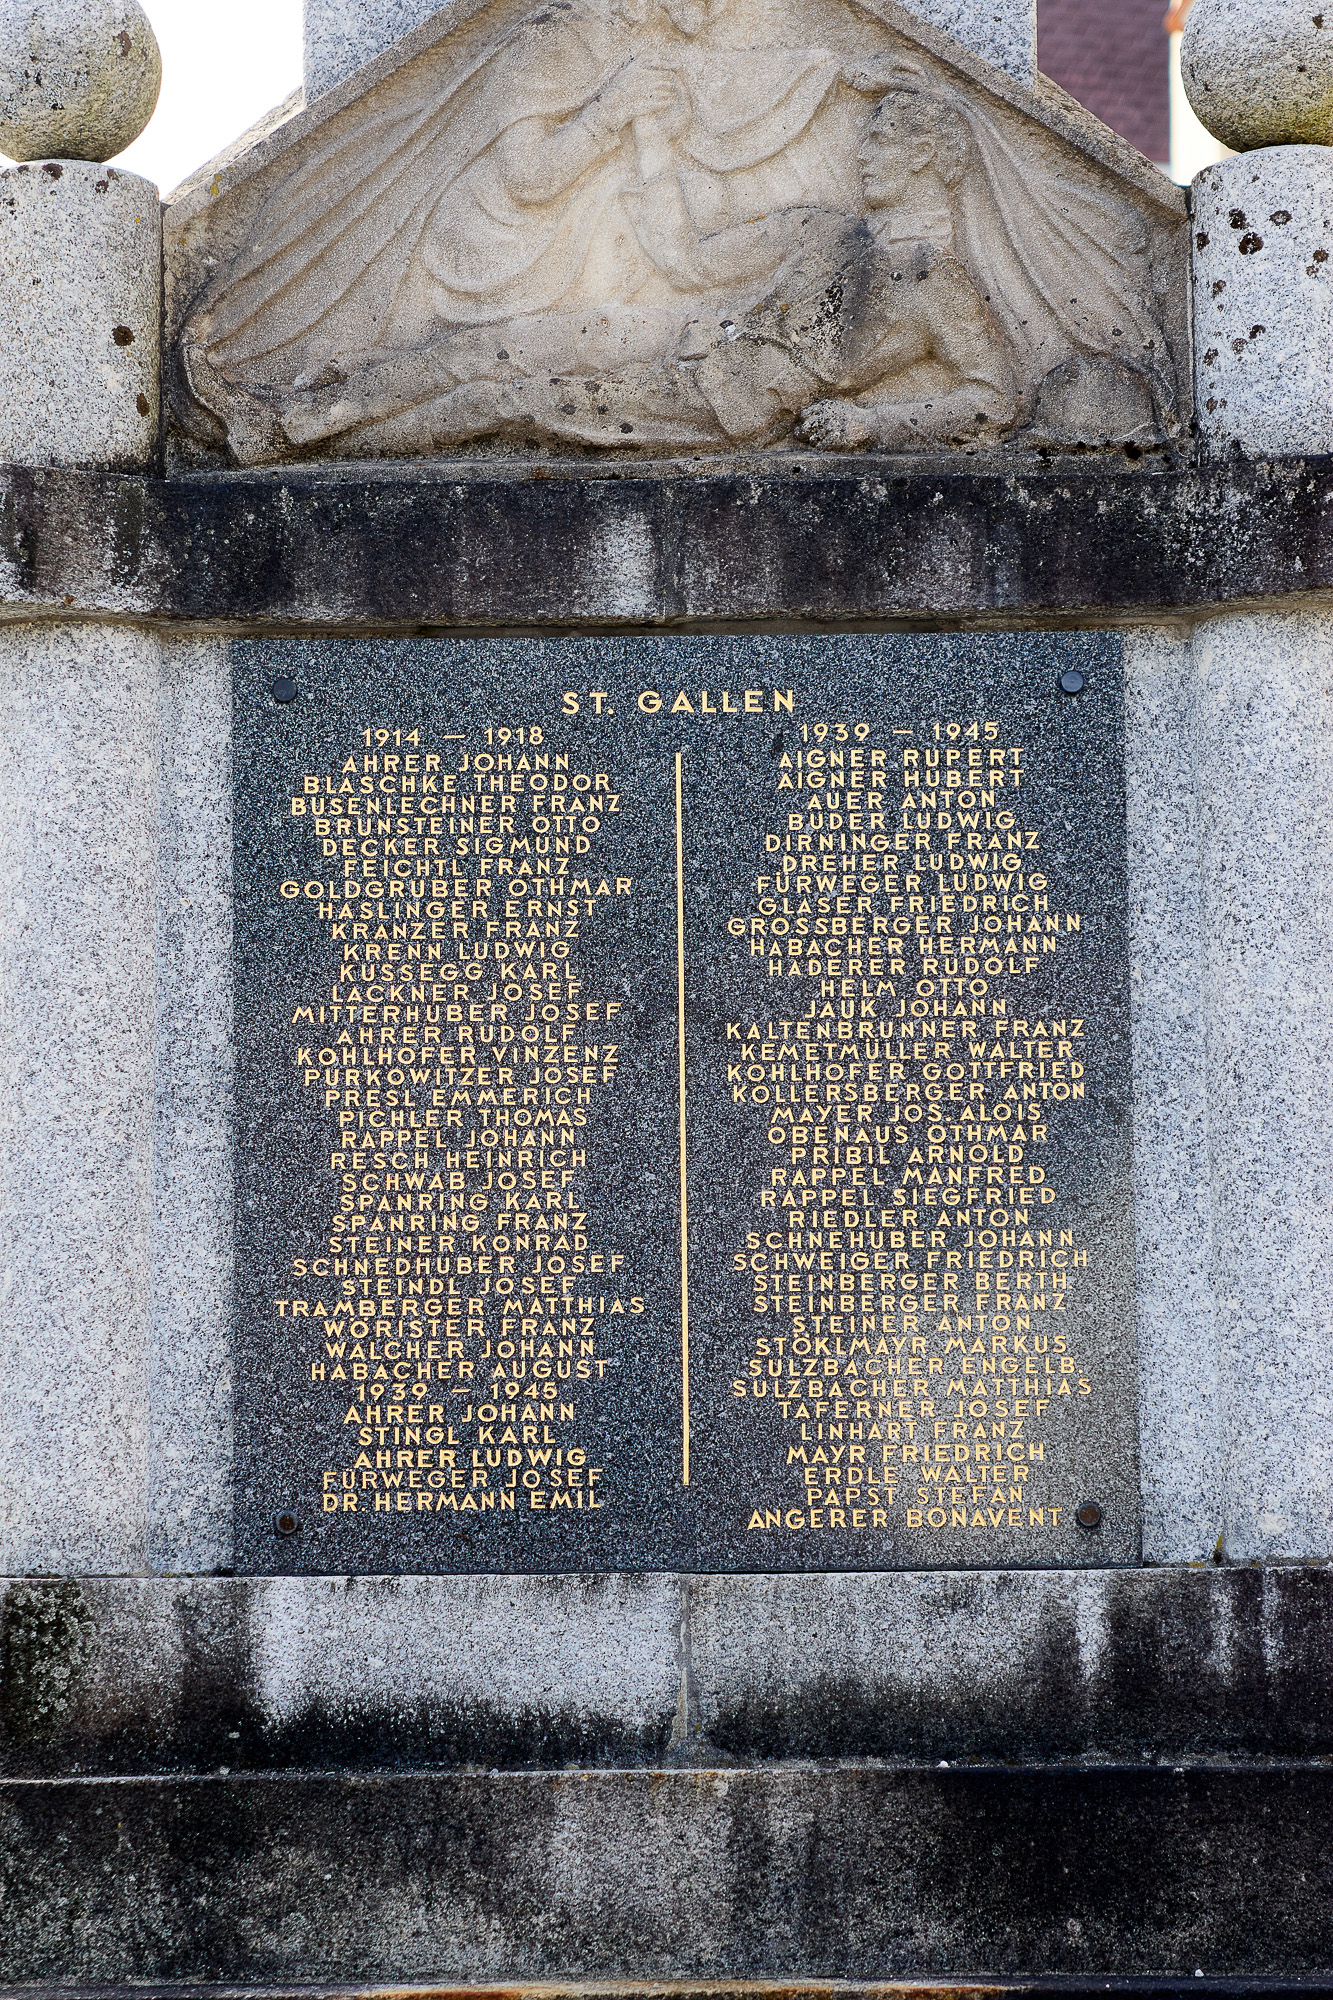 ST. GALLEN
1914 – 1918
AHRER JOHANN
BLASCHKE THEODOR
BUSENLECHNER FRANZ
BRUNSTEINER OTTO
DECKER SIGMUND
FEICHTL FRANZ
GOLDGRUBER OTHMAR
HASLINGER ERNST
KRANZER FRANZ
KRENN LUDWIG
KUSSEGG KARL
LACKNER JOSEF
MITTERHUBER JOSEF
AHRER RUDOLF
KOHLHOFER VINZENZ
PURKOWITZER JOSEF
PRESL EMMERICH
PICHLER THOMAS
RAPPEL JOHANN
RESCH HEINRICH
SCHWAB JOSEF
SPANRING KARL
SPANRING FRANZ
STEINER KONRAD
SCHNEDHUBER JOSEF
STEINDL JOSEF
TRAMBERGER MATTHIAS
WÖRISTER FRANZ
WALCHER JOHANN
HABACHER AUGUST
1939 – 1945
AHRER JOHANN
STINGL KARL
AHRER LUDWIG
FÜRWEGER JOSEF
DR. HERMANN EMIL
1939 – 1945
AIGNER RUPERT
AIGNER HUBERT
AUER ANTON
BUDER LUDWIG
DIRNINGER FRANZ
DREHER LUDWIG
FÜRWEGER LUDWIG
GLASER FRIEDRICH
GROSSBERGER JOHANN
HABACHER HERMANN
HADERER RUDOLF
HELM OTTO
JAUK JOHANN
KALTENBRUNNER FRANZ
KEMETMÜLLER WALTER
KOHLHOFER GOTTFRIED
KOLLERSBERGER ANTON
MAYER JOS. ALOIS
OBENAUS OTHMAR
PRIBIL ARNOLD
RAPPEL MANFRED
RAPPEL SIEGFRIED
RIEDLER ANTON
SCHNEHUBER JOHANN
SCHWEIGER FRIEDRICH
STEINBERGER BERTH.
STEINBERGER FRANZ
STEINER ANTON
STÖKLMAYR MARKUS
SULZBACHER ENGELB.
SULZBACHER MATTHIAS
TAFERNER JOSEF
LINHART FRANZ
MAYR FRIEDRICH
ERDLE WALTER
PAPST STEFAN
ANGERER BONAVENT